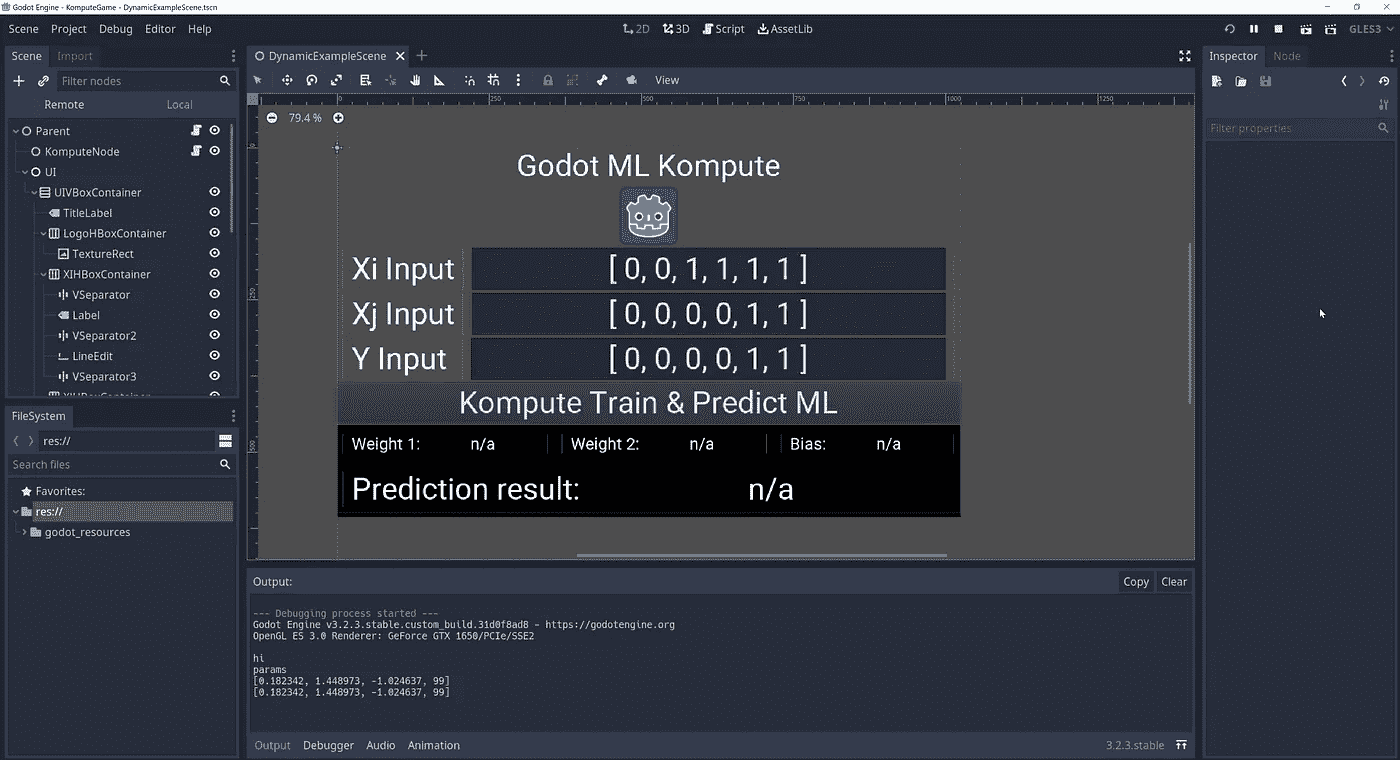 Godot Engine - KomputeGame - DynamicExampleScene.tscn
Scene Project Debug Editor Help
2D 3D Script AssetLib
GLES3
Scene Import
Filter nodes
Remote Local
Parent
KomputeNode
UI
UIVBoxContainer
TitleLabel
LogoHBoxContainer
TextureRect
XIHBoxContainer
VSeparator
Label
VSeparator2
LineEdit
VSeparator3
FileSystem
res://
Search files
Favorites:
res://
godot_resources
DynamicExampleScene
View
0 250 500 750 1000 1250
79.4 %
0
250
500
Godot ML Kompute
Xi Input [ 0, 0, 1, 1, 1, 1 ]
Xj Input [ 0, 0, 0, 0, 1, 1 ]
Y Input [ 0, 0, 0, 0, 1, 1 ]
Kompute Train & Predict ML
Weight 1: n/a Weight 2: n/a Bias: n/a
Prediction result: n/a
Output: Copy Clear
--- Debugging process started ---
Godot Engine v3.2.3.stable.custom_build.31d0f8ad8 - https://godotengine.org
OpenGL ES 3.0 Renderer: GeForce GTX 1650/PCIe/SSE2
hi
params
[0.182342, 1.448973, -1.024637, 99]
[0.182342, 1.448973, -1.024637, 99]
Output Debugger Audio Animation 3.2.3.stable
Inspector Node
Filter properties